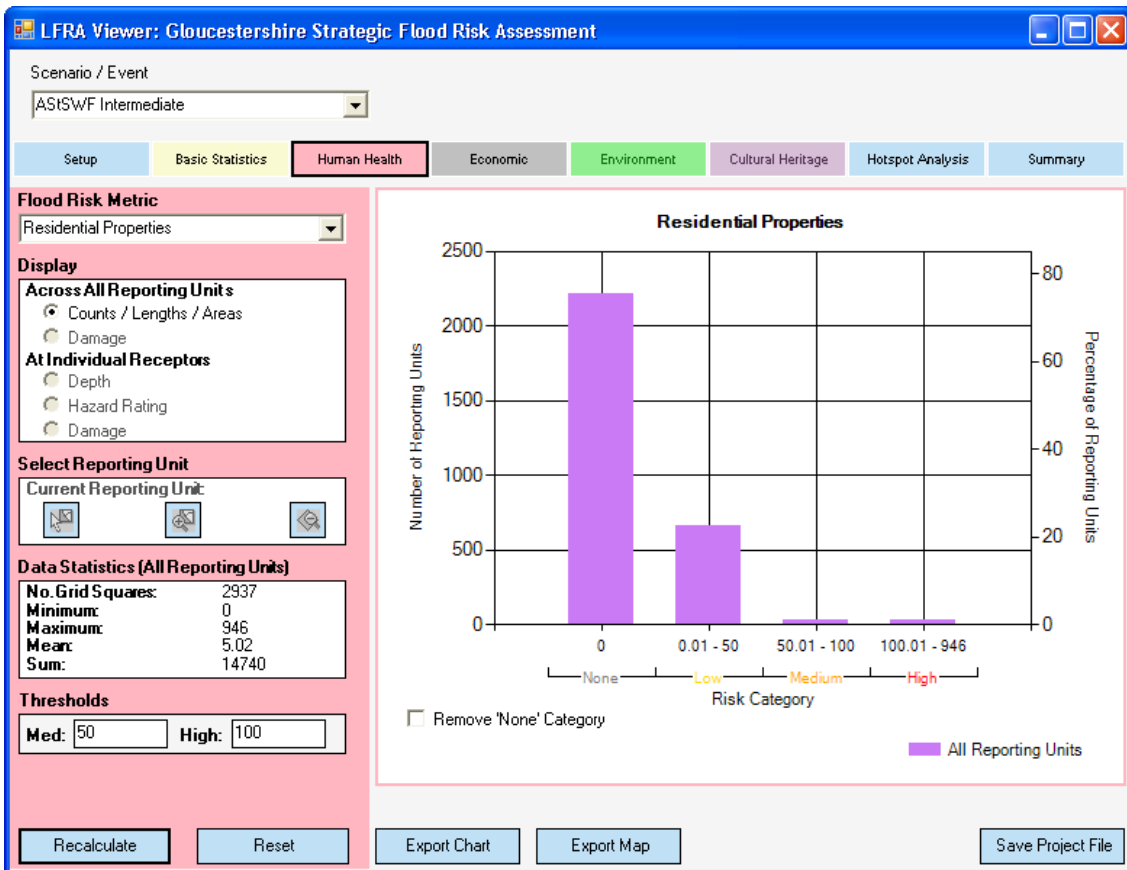 LFRA Viewer: Gloucestershire Strategic Flood Risk Assessment
Scenario / Event
AStSWF Intermediate
Setup
Basic Statistics
Human Health
Economic
Environment
Cultural Heritage
Hotspot Analysis
Summary
Flood Risk Metric
Residential Properties
Display
Across All Reporting Units
Counts / Lengths / Areas
Damage
At Individual Receptors
Depth
Hazard Rating
Damage
Select Reporting Unit
Current Reporting Unit:
Data Statistics (All Reporting Units)
No. Grid Squares: 2937
Minimum: 0
Maximum: 946
Mean: 5.02
Sum: 14740
Thresholds
Med: 50 High: 100
Recalculate
Reset
Residential Properties
Number of Reporting Units
2500
2000
1500
1000
500
0
80
60
40
20
0
Percentage of Reporting Units
0 0.01 - 50 50.01 - 100 100.01 - 946
None Low Medium High
Risk Category
Remove 'None' Category
All Reporting Units
Export Chart
Export Map
Save Project File